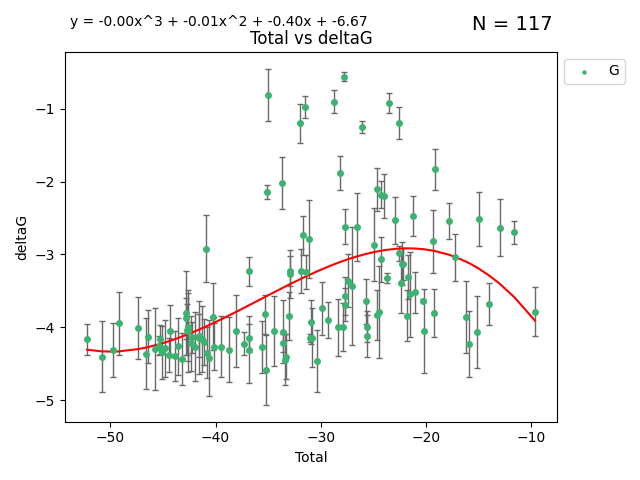 y = -0.00x^3 + -0.01x^2 + -0.40x + -6.67
N = 117
Total vs deltaG
G
deltaG
−1
−2
−3
−4
−5
−50
−40
−30
−20
−10
Total